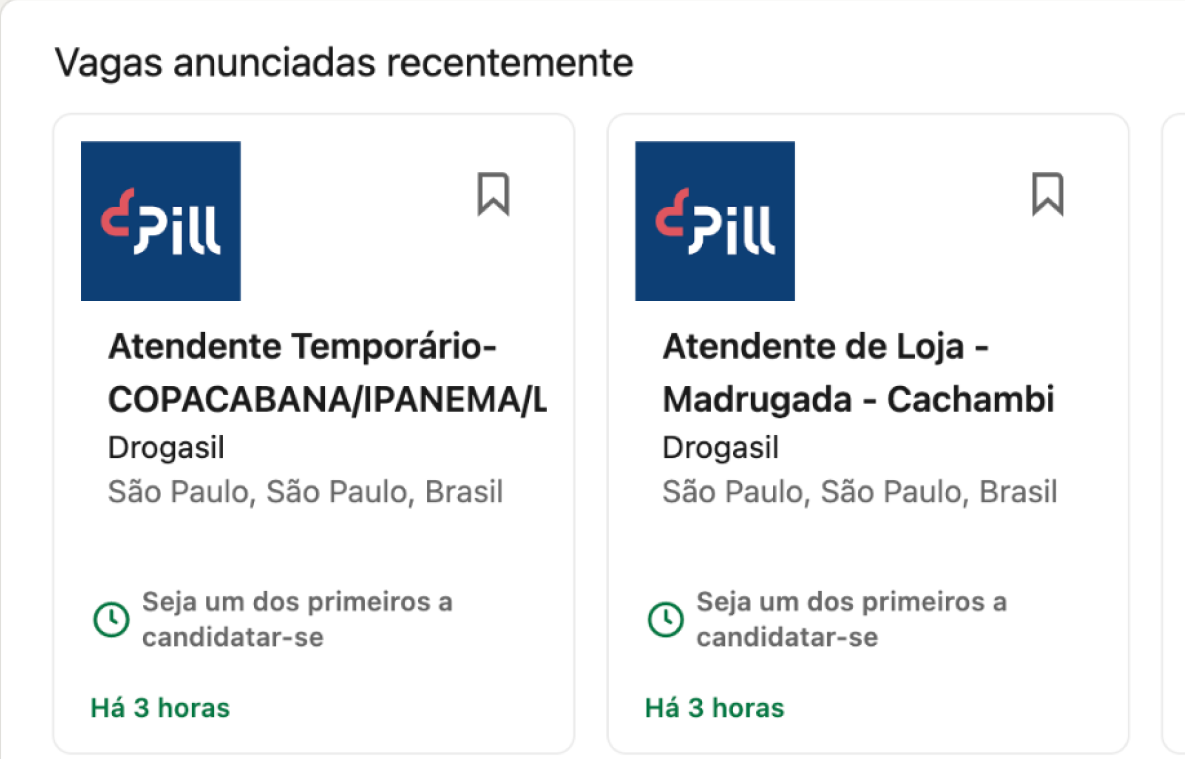 Vagas anunciadas recentemente
Pill
Atendente Temporário-
COPACABANA/IPANEMA/L
Drogasil
São Paulo, São Paulo, Brasil
Seja um dos primeiros a
candidatar-se
Há 3 horas
Pill
Atendente de Loja -
Madrugada - Cachambi
Drogasil
São Paulo, São Paulo, Brasil
Seja um dos primeiros a
candidatar-se
Há 3 horas